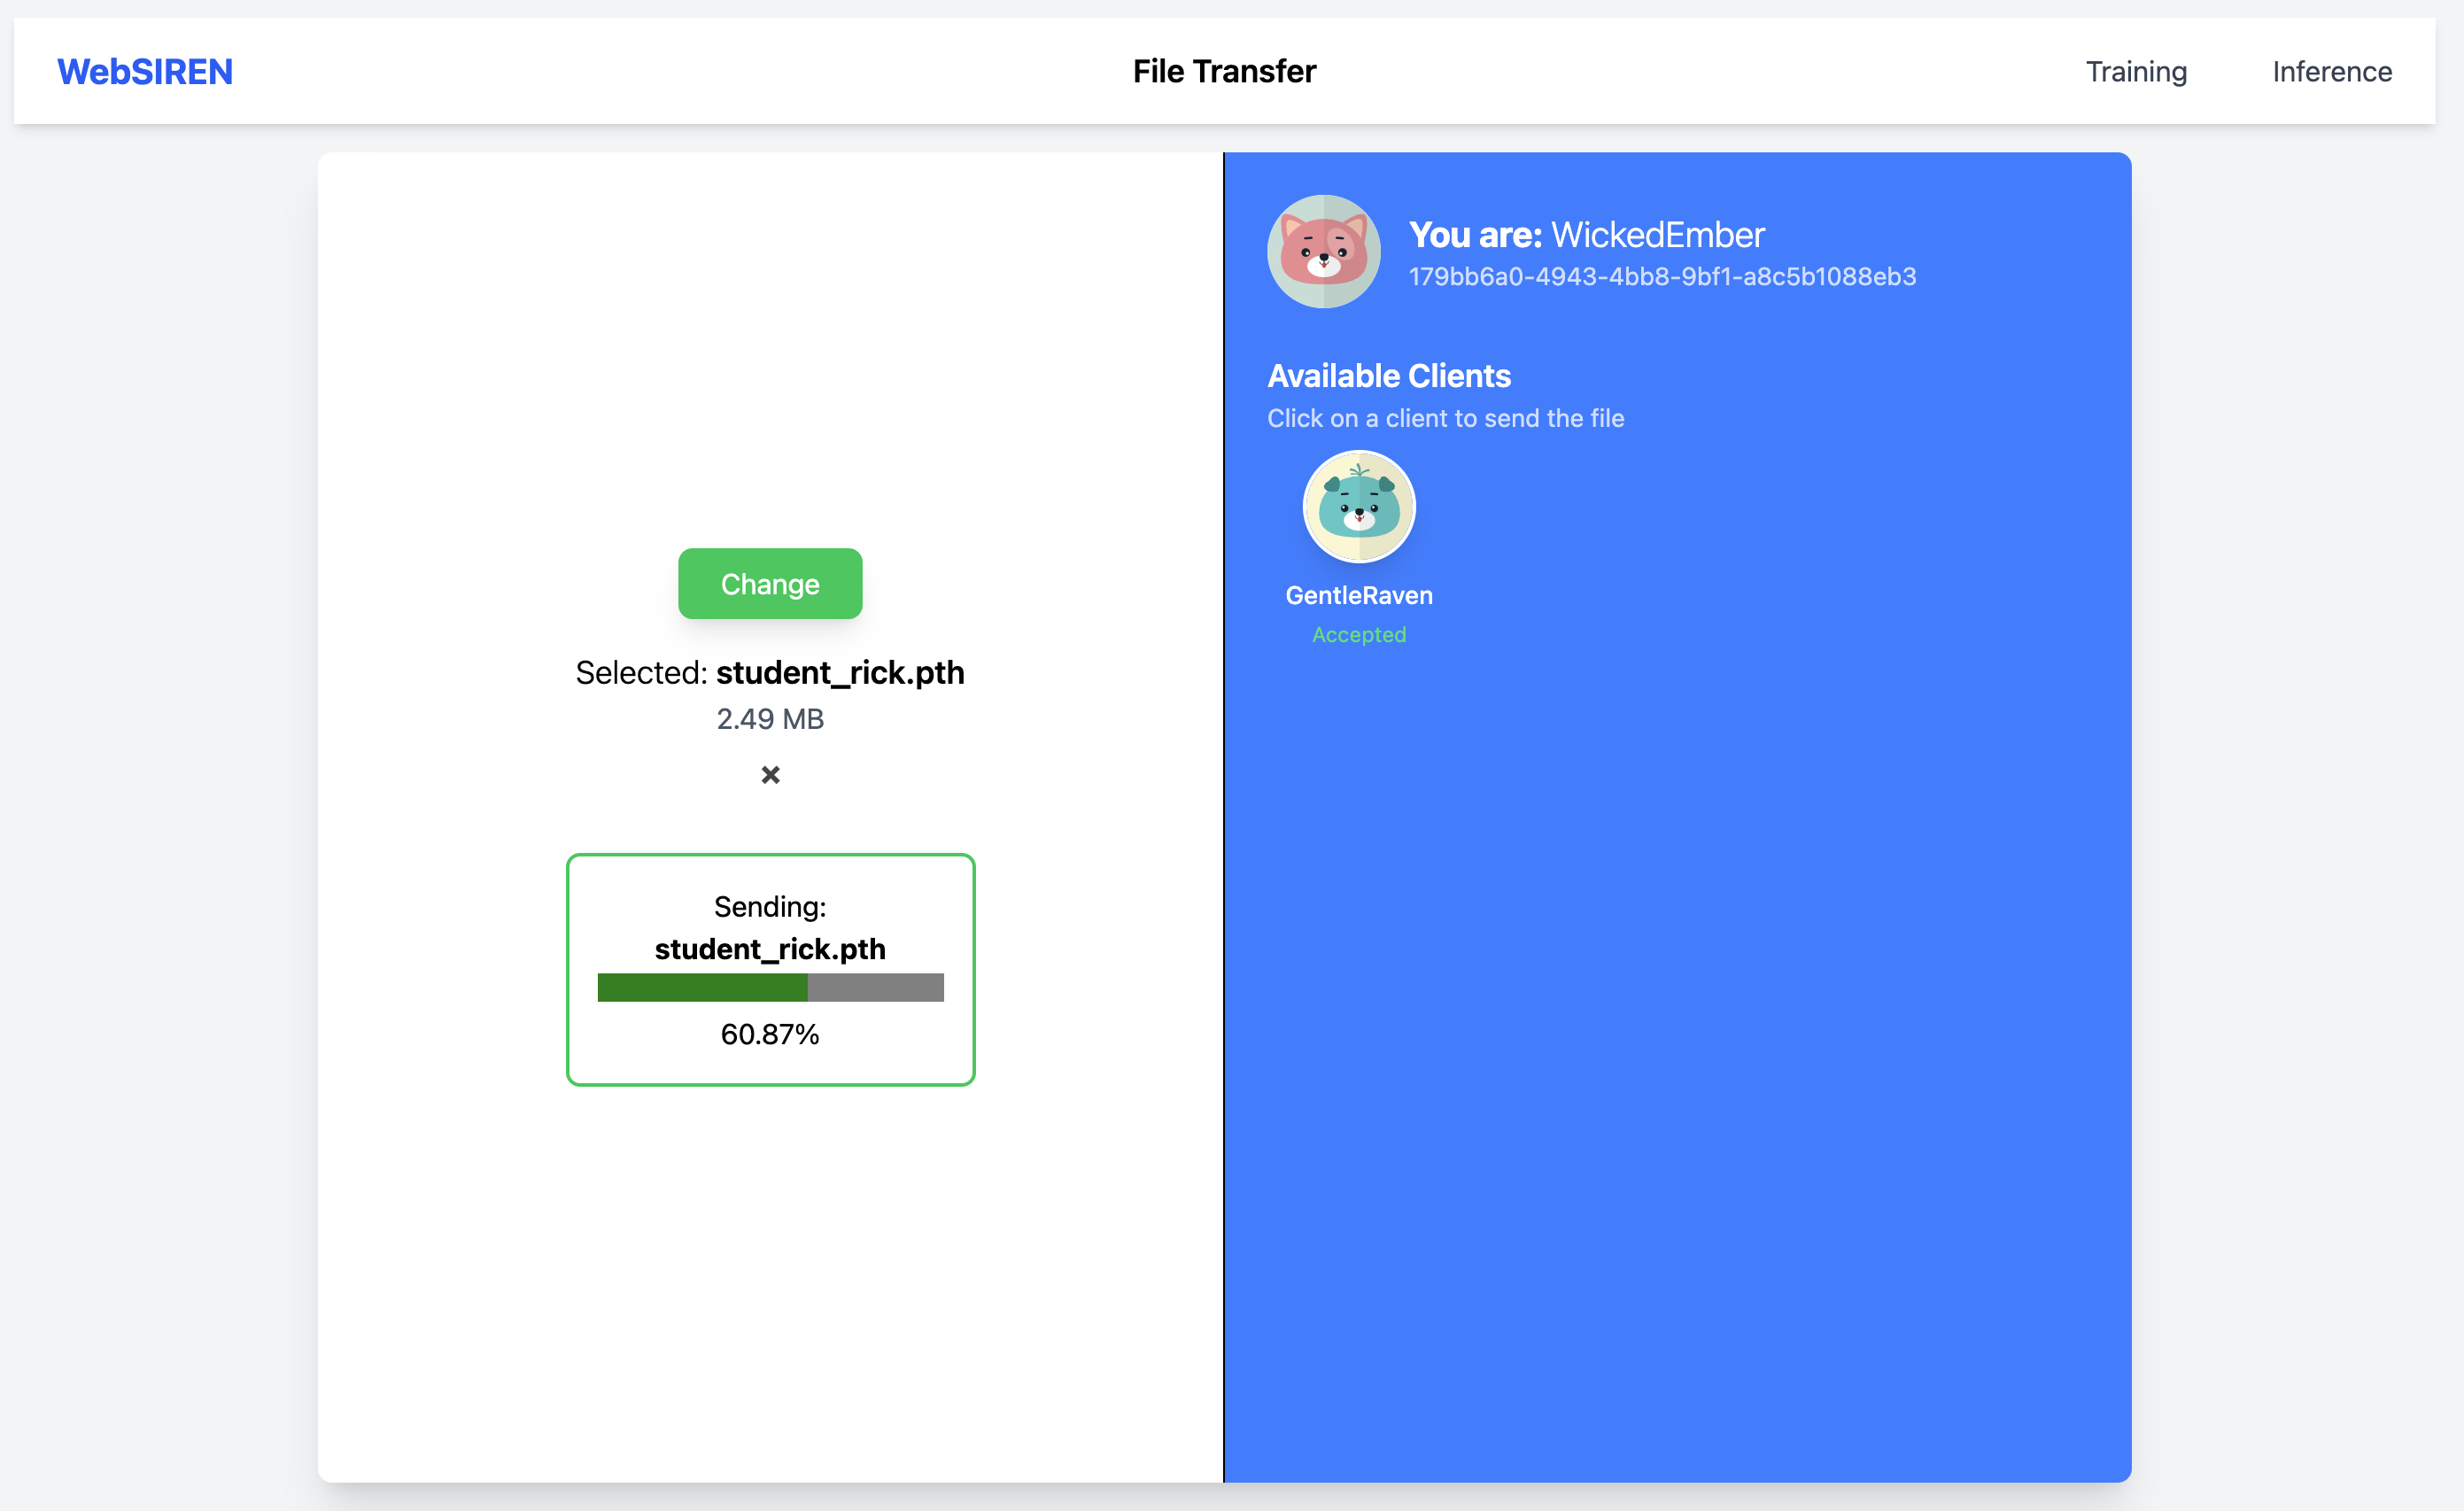 WebSIREN
File Transfer
Training
Inference
Change
Selected: student_rick.pth
2.49 MB
×
Sending:
student_rick.pth
60.87%
You are: WickedEmber
179bb6a0-4943-4bb8-9bf1-a8c5b1088eb3
Available Clients
Click on a client to send the file
GentleRaven
Accepted